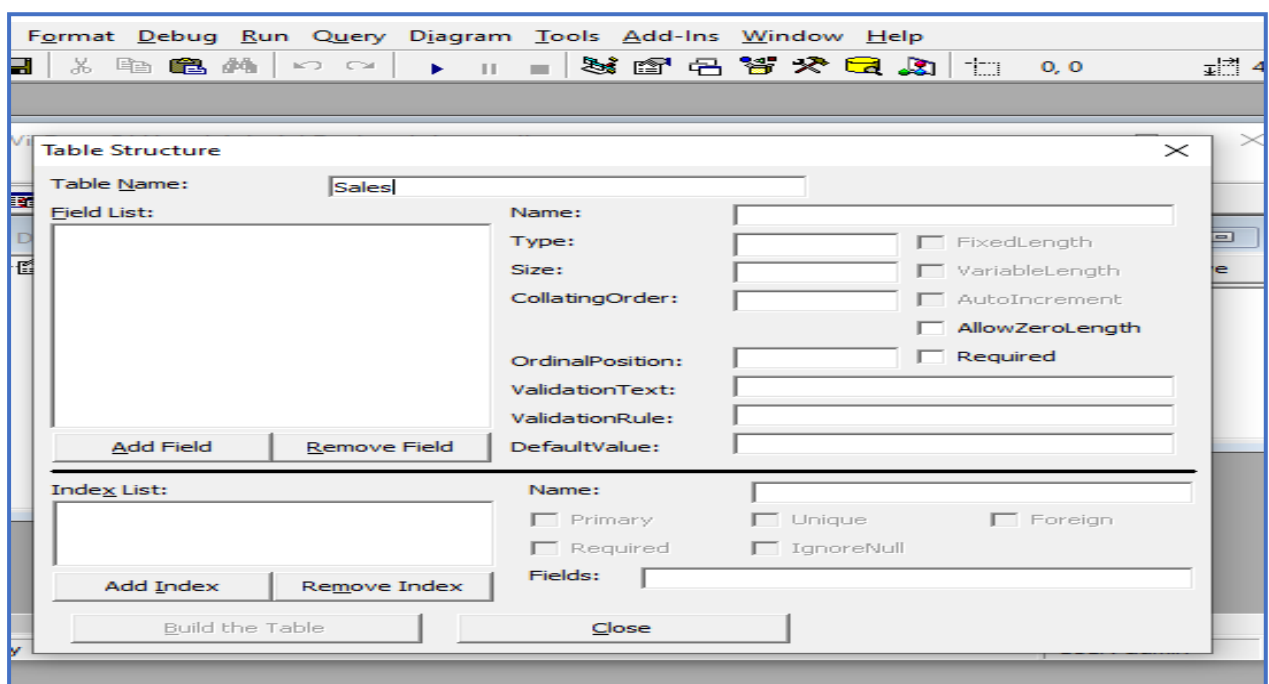 Format Debug Run Query Diagram Tools Add-Ins Window Help
0, 0 4
Table Structure
Table Name: Sales
Field List:
Name:
Type: FixedLength
Size: VariableLength
CollatingOrder: AutoIncrement
AllowZeroLength
OrdinalPosition: Required
ValidationText:
ValidationRule:
Add Field Remove Field DefaultValue:
Index List: Name:
Primary Unique Foreign
Required IgnoreNull
Add Index Remove Index Fields:
Build the Table Close